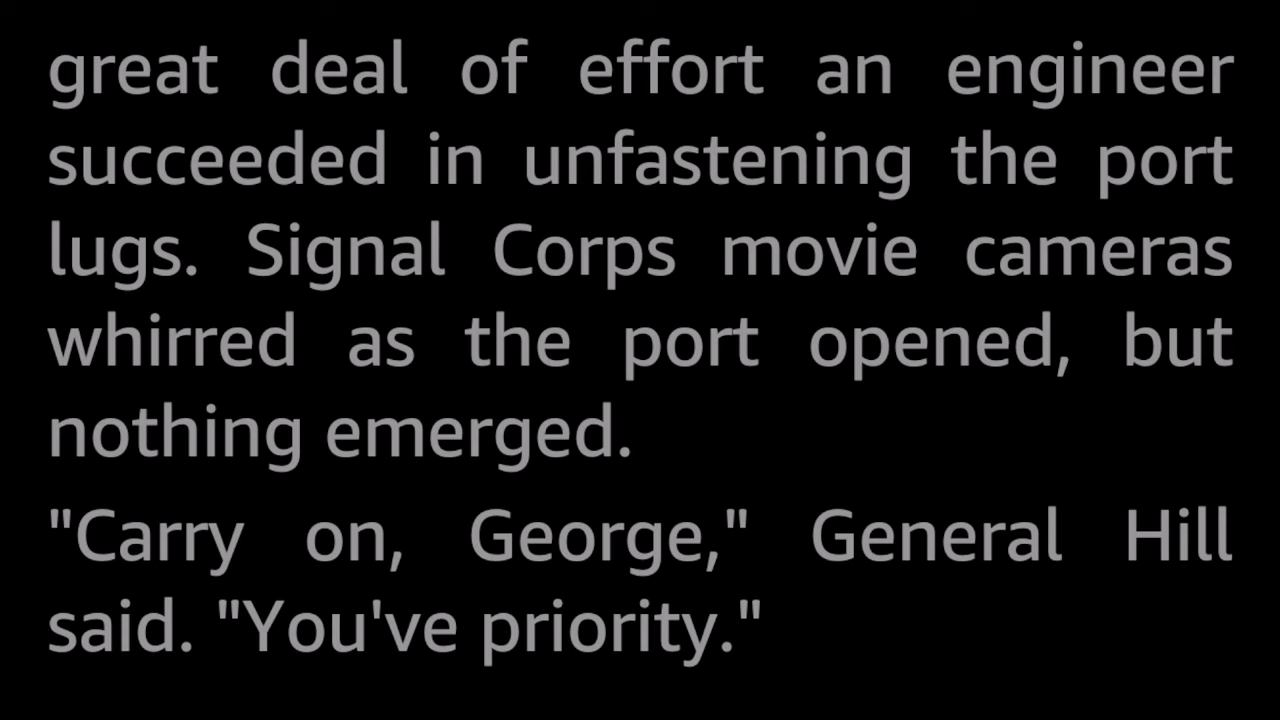 great deal of effort an engineer
succeeded in unfastening the port
lugs. Signal Corps movie cameras
whirred as the port opened, but
nothing emerged.
"Carry on, George," General Hill
said. "You've priority."